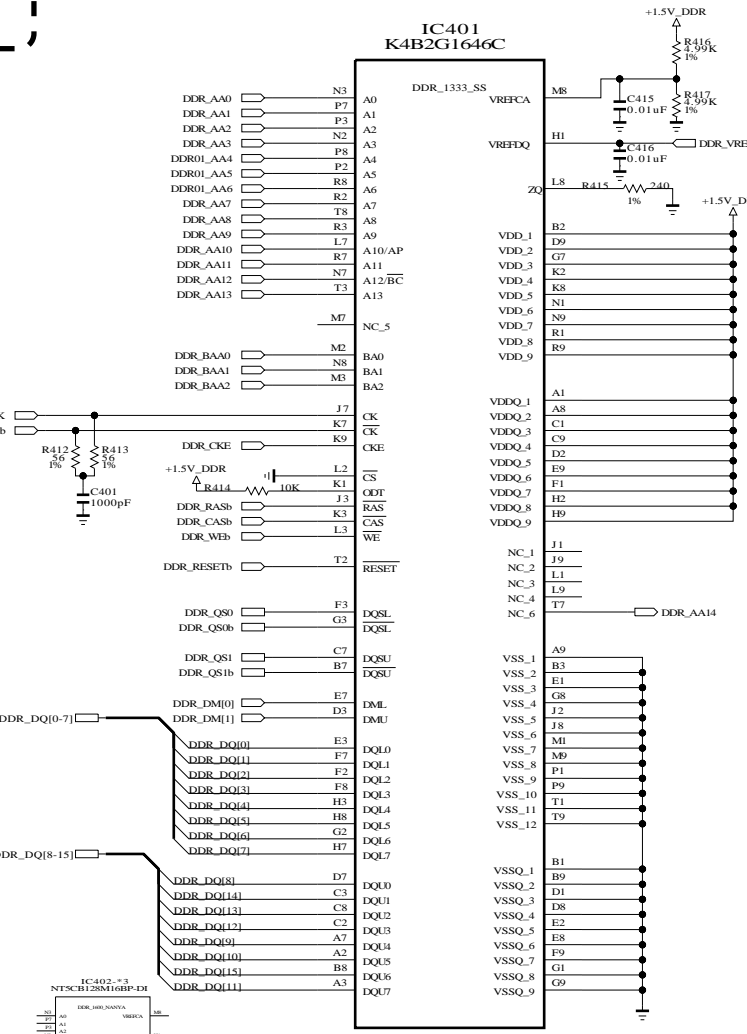 IC401
K4B2G1646C
DDR_1333_SS
+1.5V_DDR
R416
4.99K
1%
R417
4.99K
1%
C415
0.01uF
C416
0.01uF
DDR_VRE
R415 240
1%
+1.5V_D
DDR_AA0 N3 A0
DDR_AA1 P7 A1
DDR_AA2 P3 A2
DDR_AA3 N2 A3
DDR01_AA4 P8 A4
DDR01_AA5 P2 A5
DDR01_AA6 R8 A6
DDR_AA7 R2 A7
DDR_AA8 T8 A8
DDR_AA9 R3 A9
DDR_AA10 L7 A10/AP
DDR_AA11 R7 A11
DDR_AA12 N7 A12/BC
DDR_AA13 T3 A13
M7 NC_5
DDR_BAA0 M2 BA0
DDR_BAA1 N8 BA1
DDR_BAA2 M3 BA2
K J7 CK
b K7 CK
DDR_CKE K9 CKE
R412
56
1%
R413
56
1%
C401
1000pF
+1.5V_DDR
R414 10K
L2 CS
K1 ODT
DDR_RASb J3 RAS
DDR_CASb K3 CAS
DDR_WEb L3 WE
DDR_RESETb T2 RESET
DDR_QS0 F3 DQSL
DDR_QS0b G3 DQSL
DDR_QS1 C7 DQSU
DDR_QS1b B7 DQSU
DDR_DM[0] E7 DML
DDR_DM[1] D3 DMU
DDR_DQ[0-7]
DDR_DQ[0] E3 DQL0
DDR_DQ[1] F7 DQL1
DDR_DQ[2] F2 DQL2
DDR_DQ[3] F8 DQL3
DDR_DQ[4] H3 DQL4
DDR_DQ[5] H8 DQL5
DDR_DQ[6] G2 DQL6
DDR_DQ[7] H7 DQL7
DDR_DQ[8-15]
DDR_DQ[8] D7 DQU0
DDR_DQ[14] C3 DQU1
DDR_DQ[13] C8 DQU2
DDR_DQ[12] C2 DQU3
DDR_DQ[9] A7 DQU4
DDR_DQ[10] A2 DQU5
DDR_DQ[15] B8 DQU6
DDR_DQ[11] A3 DQU7
VREFCA M8
VREFDQ H1
ZQ L8
VDD_1 B2
VDD_2 D9
VDD_3 G7
VDD_4 K2
VDD_5 K8
VDD_6 N1
VDD_7 N9
VDD_8 R1
VDD_9 R9
VDDQ_1 A1
VDDQ_2 A8
VDDQ_3 C1
VDDQ_4 C9
VDDQ_5 D2
VDDQ_6 E9
VDDQ_7 F1
VDDQ_8 H2
VDDQ_9 H9
NC_1 J1
NC_2 J9
NC_3 L1
NC_4 L9
NC_6 T7 DDR_AA14
VSS_1 A9
VSS_2 B3
VSS_3 E1
VSS_4 G8
VSS_5 J2
VSS_6 J8
VSS_7 M1
VSS_8 M9
VSS_9 P1
VSS_10 P9
VSS_11 T1
VSS_12 T9
VSSQ_1 B1
VSSQ_2 B9
VSSQ_3 D1
VSSQ_4 D8
VSSQ_5 E2
VSSQ_6 E8
VSSQ_7 F9
VSSQ_8 G1
VSSQ_9 G9
IC402-*3
NT5CB128M16BP-DI
DDR_1600_NANYA
N3 A0 VREFCA M8
P7 A1
P3 A2